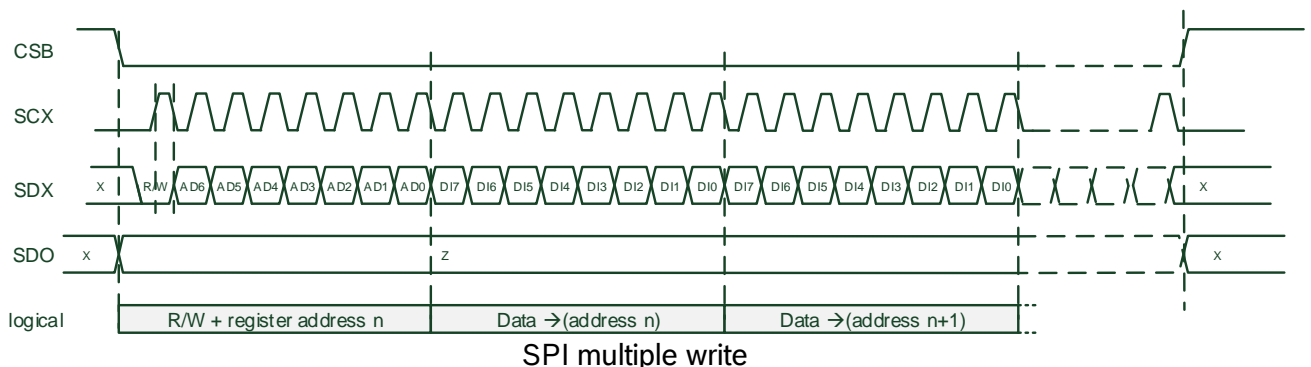 CSB
SCX
SDX X R/W AD6 AD5 AD4 AD3 AD2 AD1 AD0 DI7 DI6 DI5 DI4 DI3 DI2 DI1 DI0 DI7 DI6 DI5 DI4 DI3 DI2 DI1 DI0 X
SDO X Z X
logical R/W + register address n Data →(address n) Data →(address n+1)
SPI multiple write